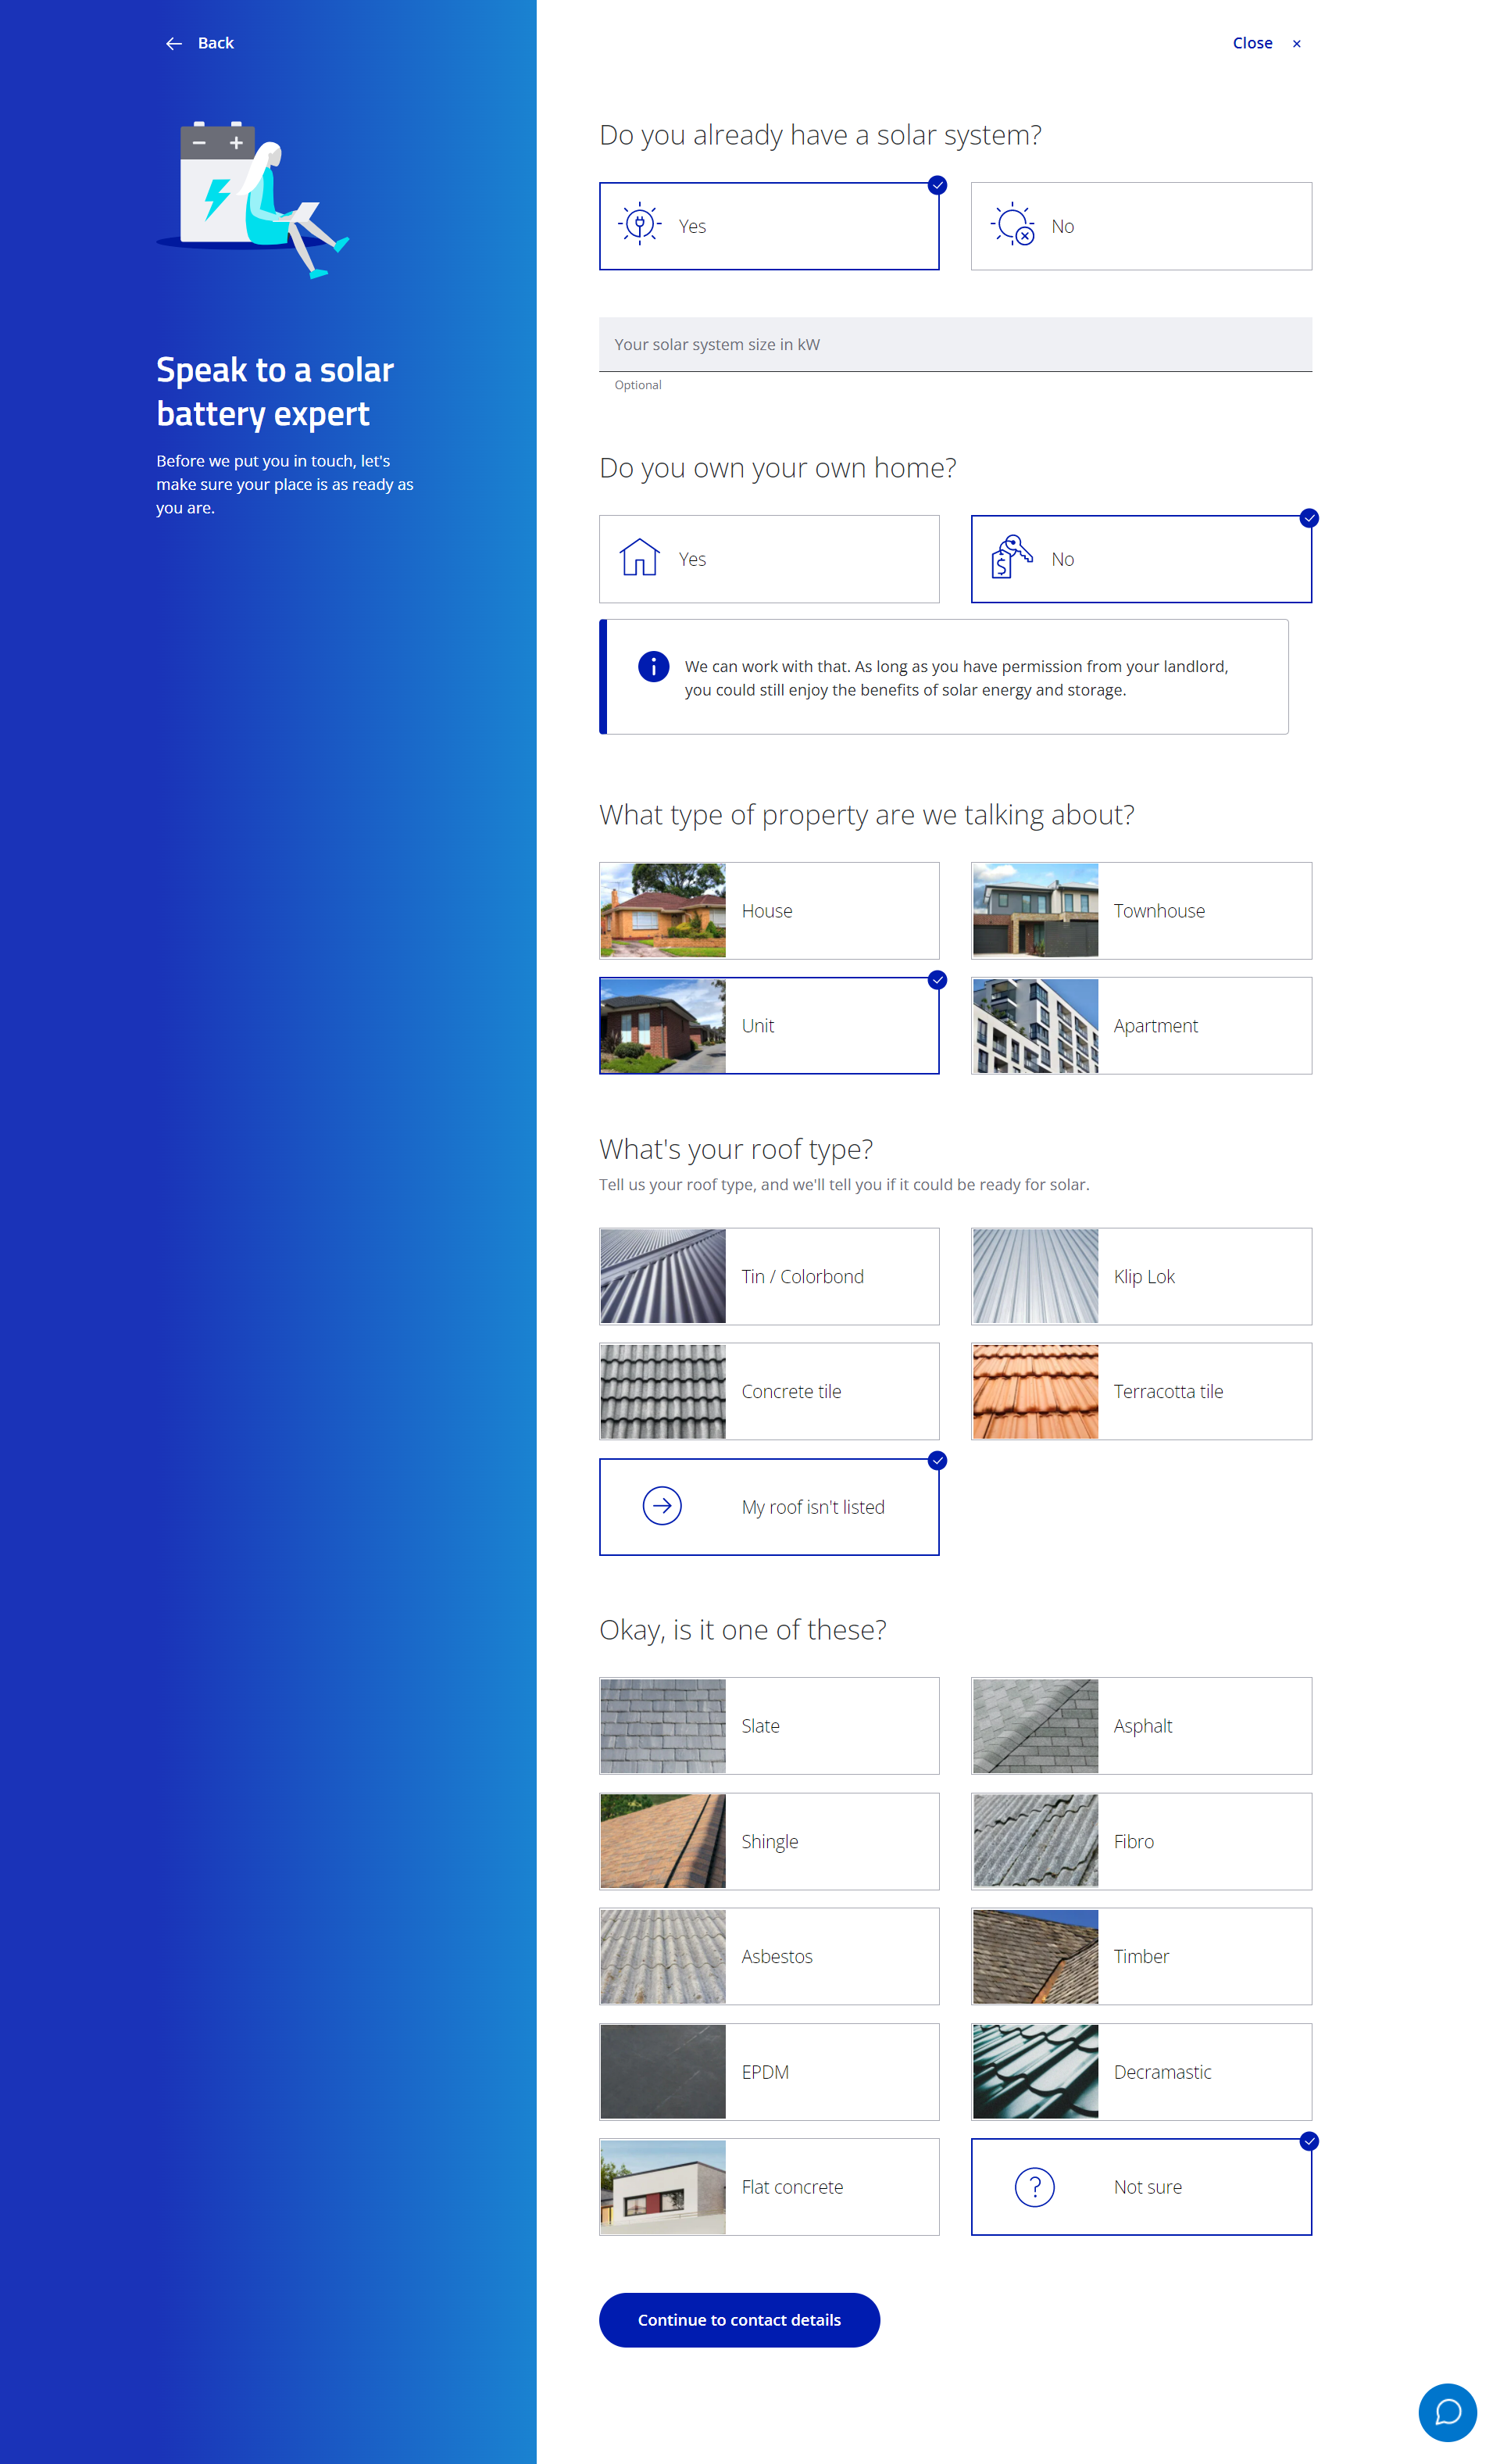 Back
Close ×
Speak to a solar
battery expert
Before we put you in touch, let's
make sure your place is as ready as
you are.
Do you already have a solar system?
Yes
No
Your solar system size in kW
Optional
Do you own your own home?
Yes
No
We can work with that. As long as you have permission from your landlord,
you could still enjoy the benefits of solar energy and storage.
What type of property are we talking about?
House
Townhouse
Unit
Apartment
What's your roof type?
Tell us your roof type, and we'll tell you if it could be ready for solar.
Tin / Colorbond
Klip Lok
Concrete tile
Terracotta tile
My roof isn't listed
Okay, is it one of these?
Slate
Asphalt
Shingle
Fibro
Asbestos
Timber
EPDM
Decramastic
Flat concrete
Not sure
Continue to contact details